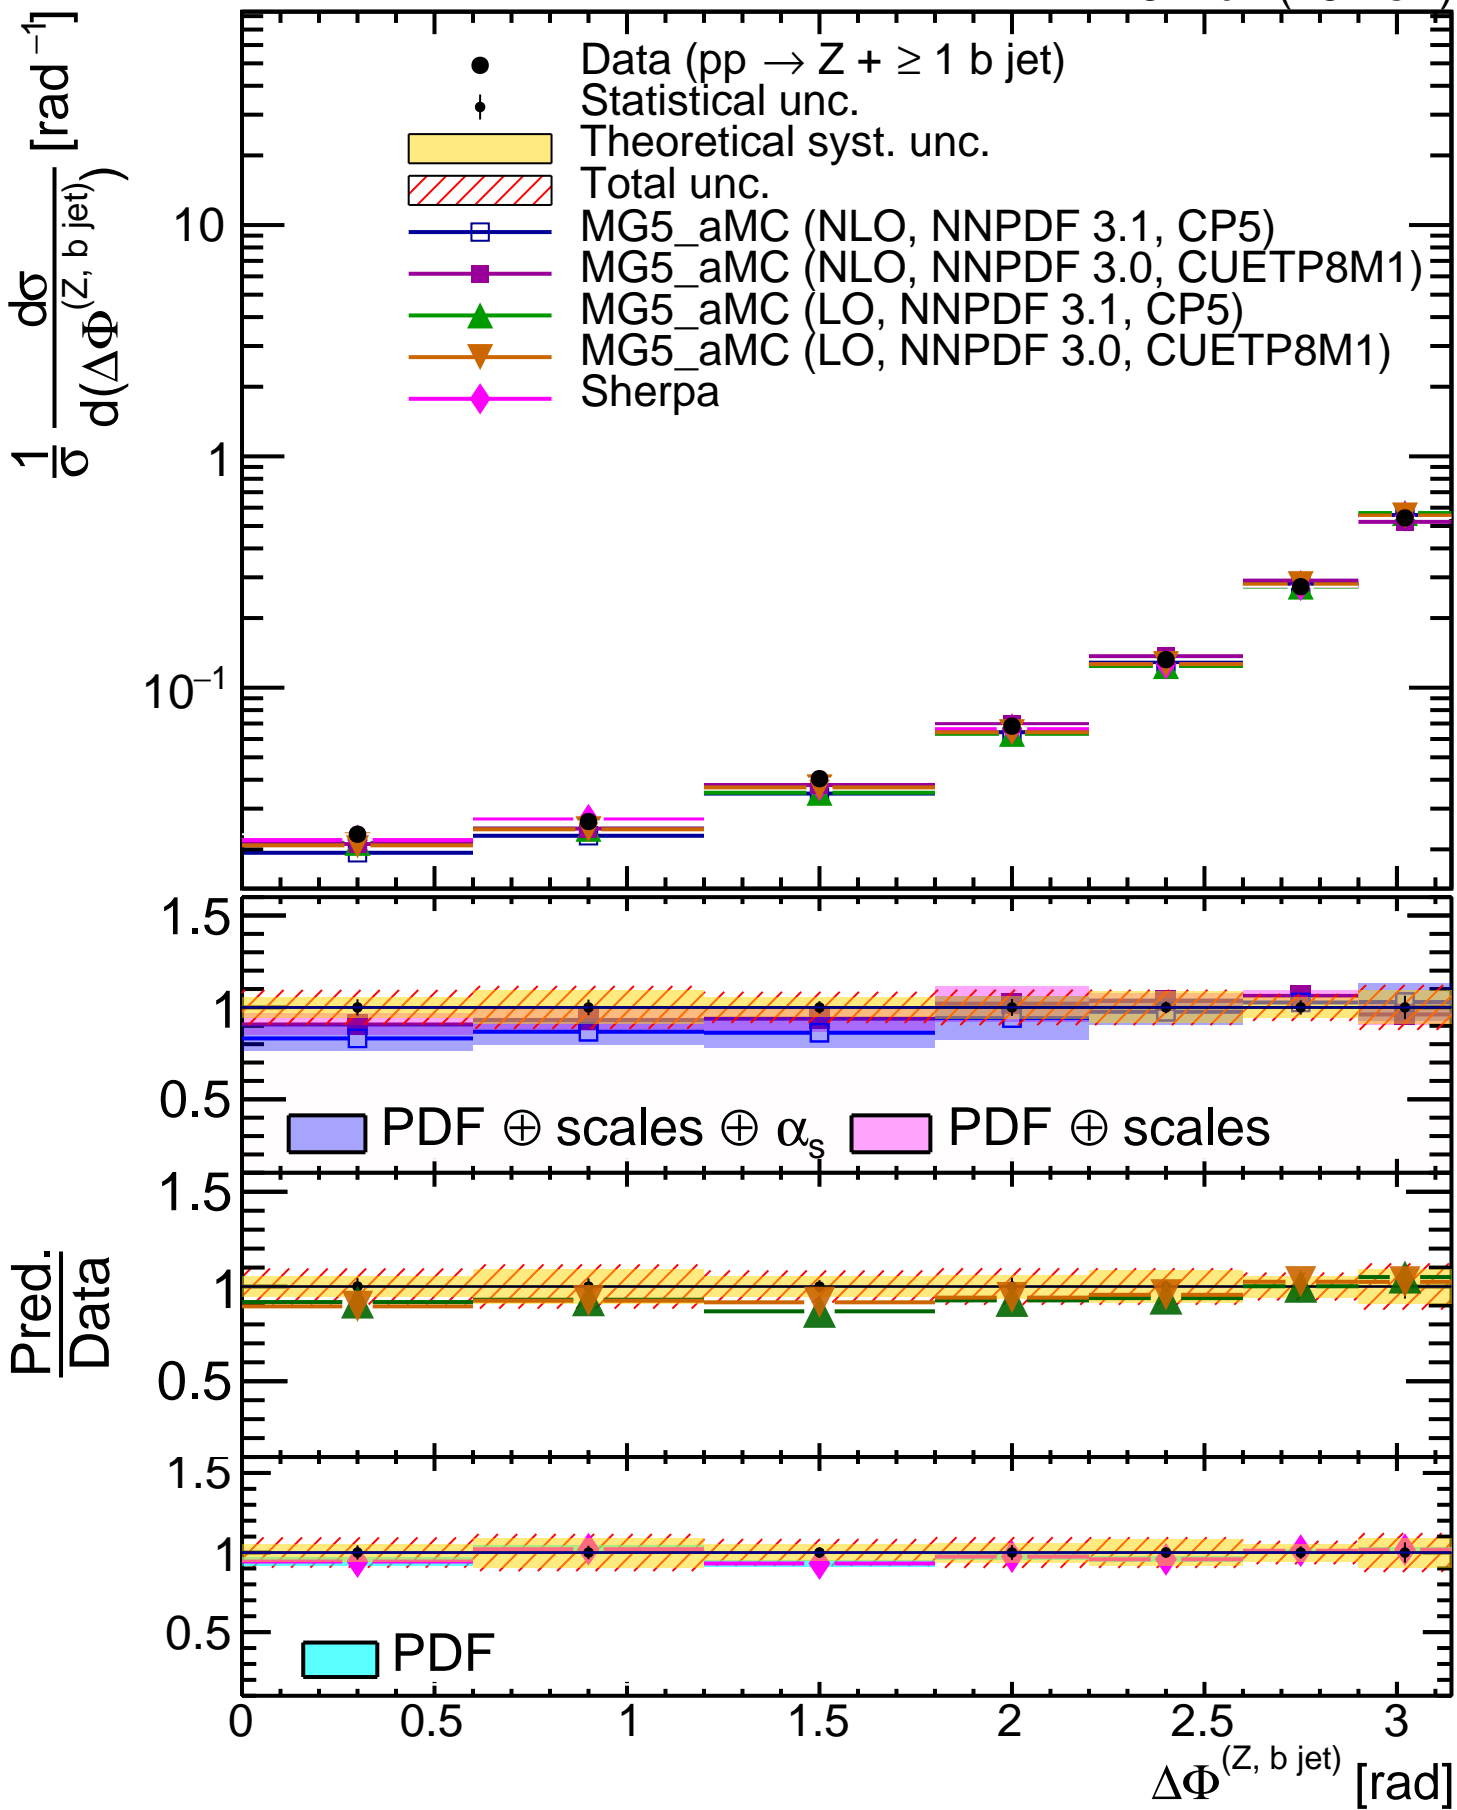 Data (pp → Z + ≥ 1 b jet)
Statistical unc.
Theoretical syst. unc.
Total unc.
MG5_aMC (NLO, NNPDF 3.1, CP5)
MG5_aMC (NLO, NNPDF 3.0, CUETP8M1)
MG5_aMC (LO, NNPDF 3.1, CP5)
MG5_aMC (LO, NNPDF 3.0, CUETP8M1)
Sherpa
1/σ dσ/d(ΔΦ^(Z, b jet)) [rad⁻¹]
10
1
10⁻¹
1.5
1
0.5
PDF ⊕ scales ⊕ αₛ
PDF ⊕ scales
1.5
1
0.5
Pred.
Data
1.5
1
0.5
PDF
0 0.5 1 1.5 2 2.5 3
ΔΦ^(Z, b jet) [rad]